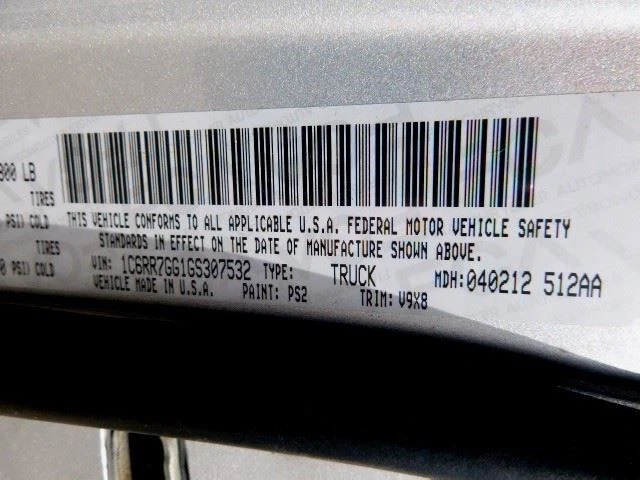 300 LB
TIRES
PSI) COLD
TIRES
0 PSI) COLD
THIS VEHICLE CONFORMS TO ALL APPLICABLE U.S.A. FEDERAL MOTOR VEHICLE SAFETY
STANDARDS IN EFFECT ON THE DATE OF MANUFACTURE SHOWN ABOVE.
VIN: 1C6RR7GG1GS307532 TYPE: TRUCK MDH: 040212 512AA
VEHICLE MADE IN U.S.A. PAINT: PS2 TRIM: V9X8